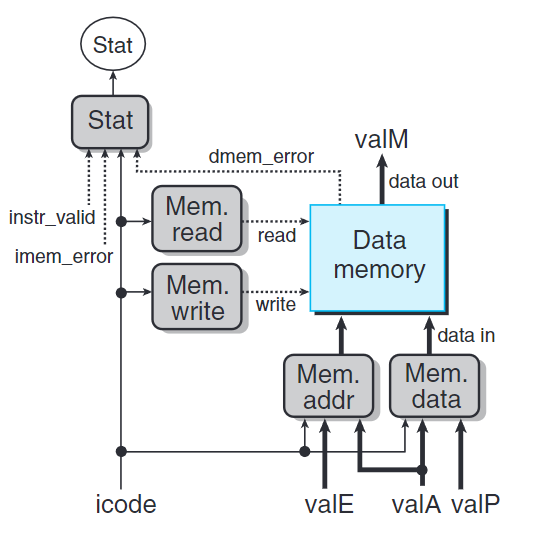 Stat
Stat
dmem_error
valM
data out
instr_valid
imem_error
Mem.
read
read
Data
memory
Mem.
write
write
data in
Mem.
addr
Mem.
data
icode
valE
valA
valP